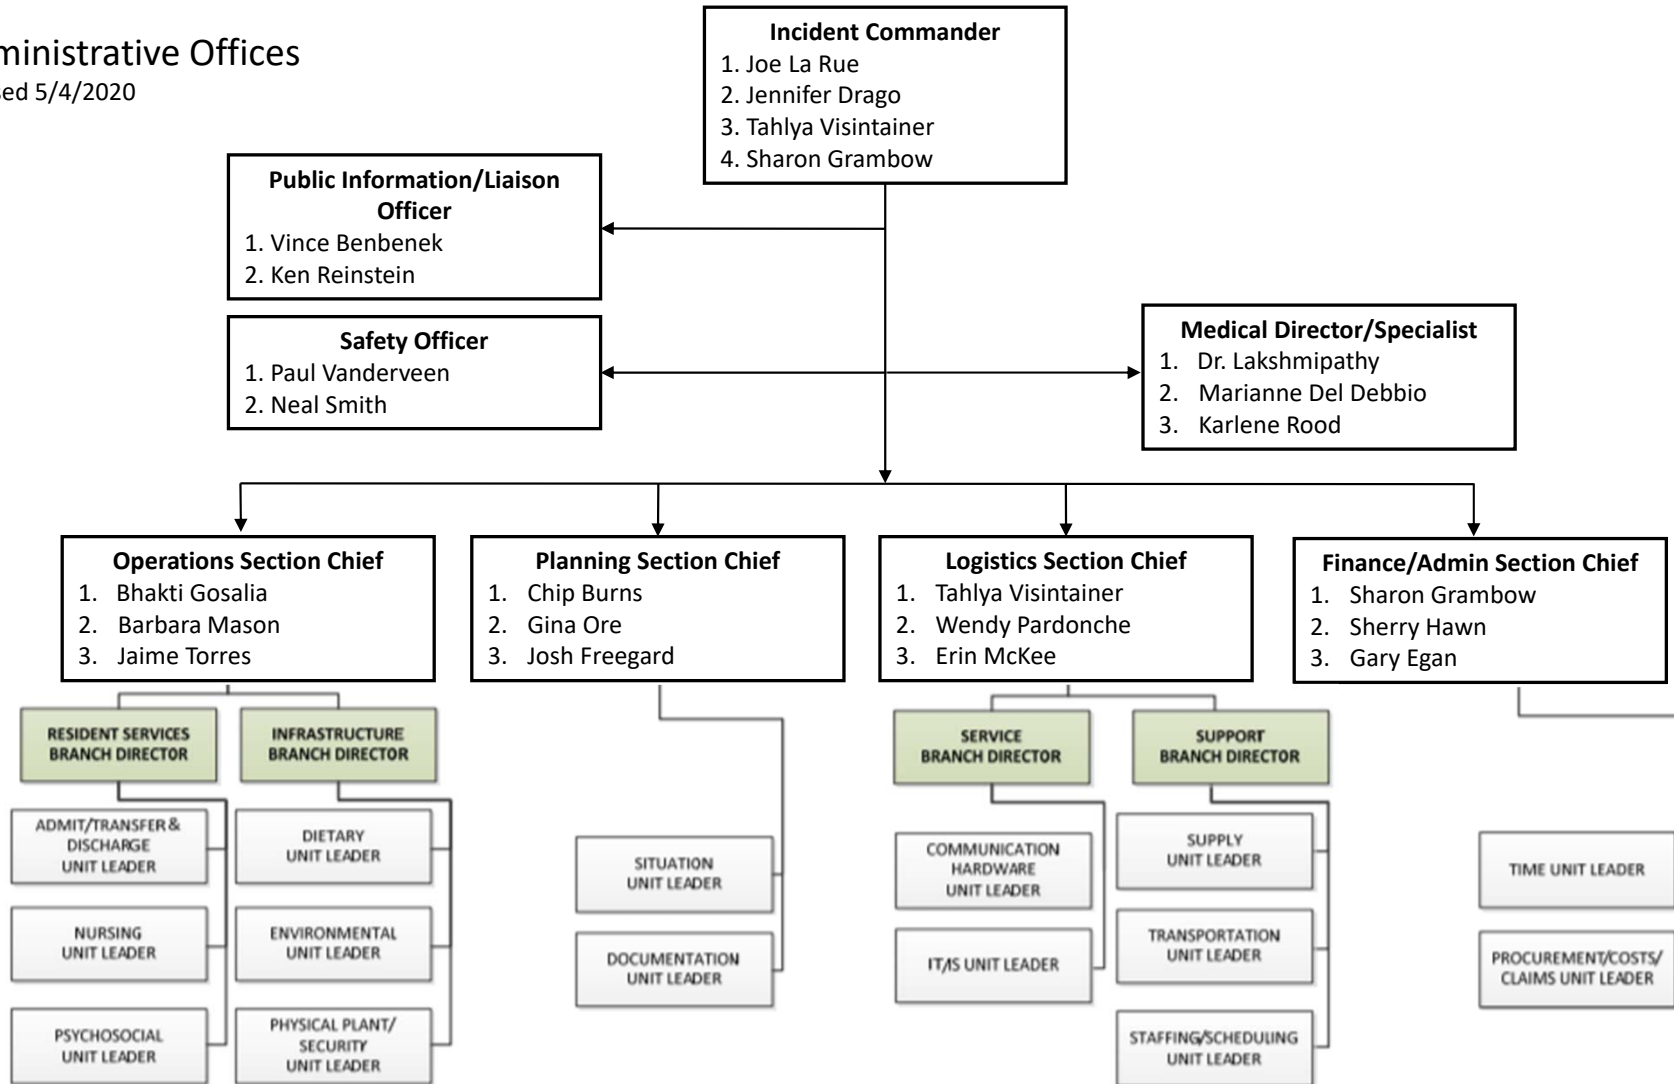 ministrative Offices
sed 5/4/2020
Incident Commander
1. Joe La Rue
2. Jennifer Drago
3. Tahlya Visintainer
4. Sharon Grambow
Public Information/Liaison
Officer
1. Vince Benbenek
2. Ken Reinstein
Safety Officer
1. Paul Vanderveen
2. Neal Smith
Medical Director/Specialist
1. Dr. Lakshmipathy
2. Marianne Del Debbio
3. Karlene Rood
Operations Section Chief
1. Bhakti Gosalia
2. Barbara Mason
3. Jaime Torres
Planning Section Chief
1. Chip Burns
2. Gina Ore
3. Josh Freegard
Logistics Section Chief
1. Tahlya Visintainer
2. Wendy Pardonche
3. Erin McKee
Finance/Admin Section Chief
1. Sharon Grambow
2. Sherry Hawn
3. Gary Egan
RESIDENT SERVICES
BRANCH DIRECTOR
ADMIT/TRANSFER &
DISCHARGE
UNIT LEADER
NURSING
UNIT LEADER
PSYCHOSOCIAL
UNIT LEADER
INFRASTRUCTURE
BRANCH DIRECTOR
DIETARY
UNIT LEADER
ENVIRONMENTAL
UNIT LEADER
PHYSICAL PLANT/
SECURITY
UNIT LEADER
SITUATION
UNIT LEADER
DOCUMENTATION
UNIT LEADER
SERVICE
BRANCH DIRECTOR
COMMUNICATION
HARDWARE
UNIT LEADER
IT/IS UNIT LEADER
SUPPORT
BRANCH DIRECTOR
SUPPLY
UNIT LEADER
TRANSPORTATION
UNIT LEADER
STAFFING/SCHEDULING
UNIT LEADER
TIME UNIT LEADER
PROCUREMENT/COSTS/
CLAIMS UNIT LEADER